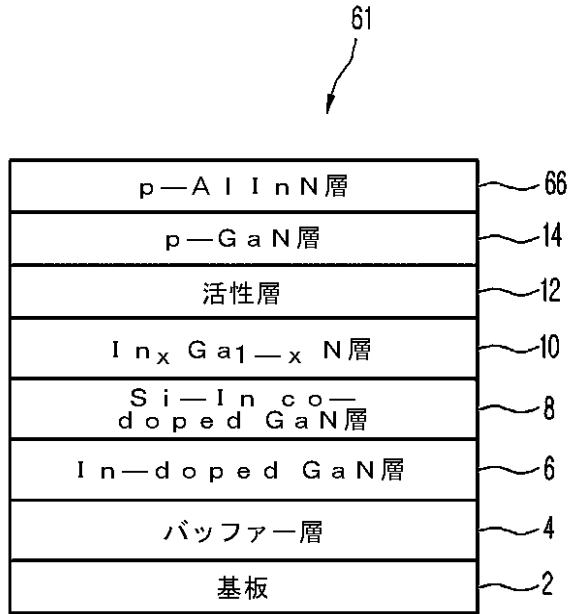 61
p—AlInN層 66
p—GaN層 14
活性層 12
InₓGa₁—ₓN層 10
Si—In co—
doped GaN層 8
In—doped GaN層 6
バッファー層 4
基板 2